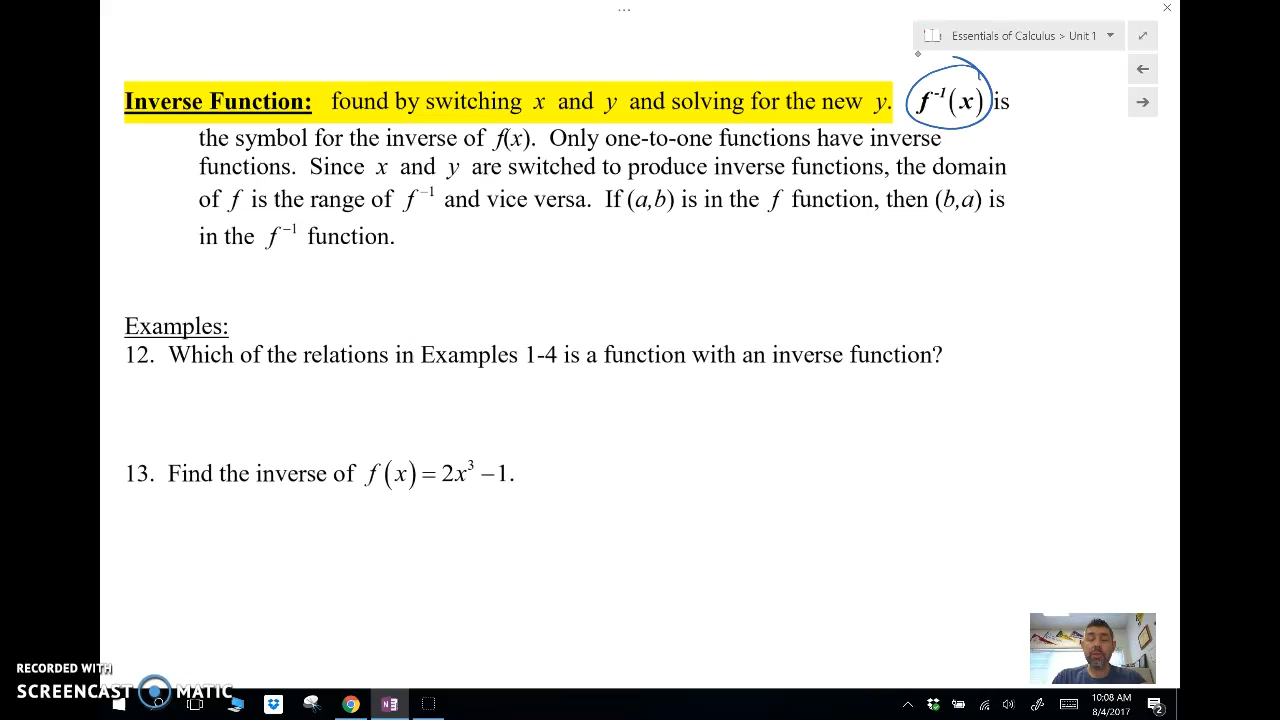 ...
Essentials of Calculus > Unit 1
Inverse Function: found by switching x and y and solving for the new y. f⁻¹(x) is
the symbol for the inverse of f(x). Only one-to-one functions have inverse
functions. Since x and y are switched to produce inverse functions, the domain
of f is the range of f⁻¹ and vice versa. If (a,b) is in the f function, then (b,a) is
in the f⁻¹ function.
Examples:
12. Which of the relations in Examples 1-4 is a function with an inverse function?
13. Find the inverse of f(x) = 2x³ – 1.
RECORDED WITH
SCREENCAST MATIC
10:08 AM
8/4/2017
2